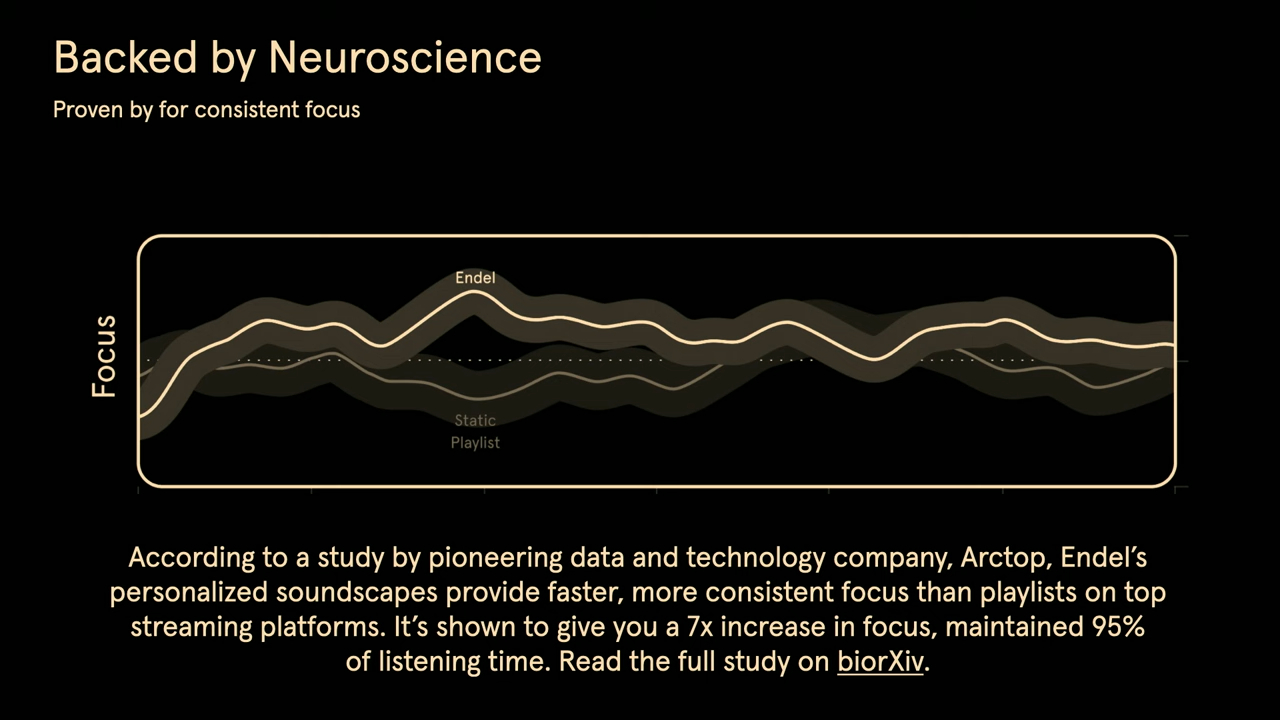 Backed by Neuroscience
Proven by for consistent focus
Focus
Endel
Static
Playlist
According to a study by pioneering data and technology company, Arctop, Endel’s
personalized soundscapes provide faster, more consistent focus than playlists on top
streaming platforms. It’s shown to give you a 7x increase in focus, maintained 95%
of listening time. Read the full study on biorXiv.